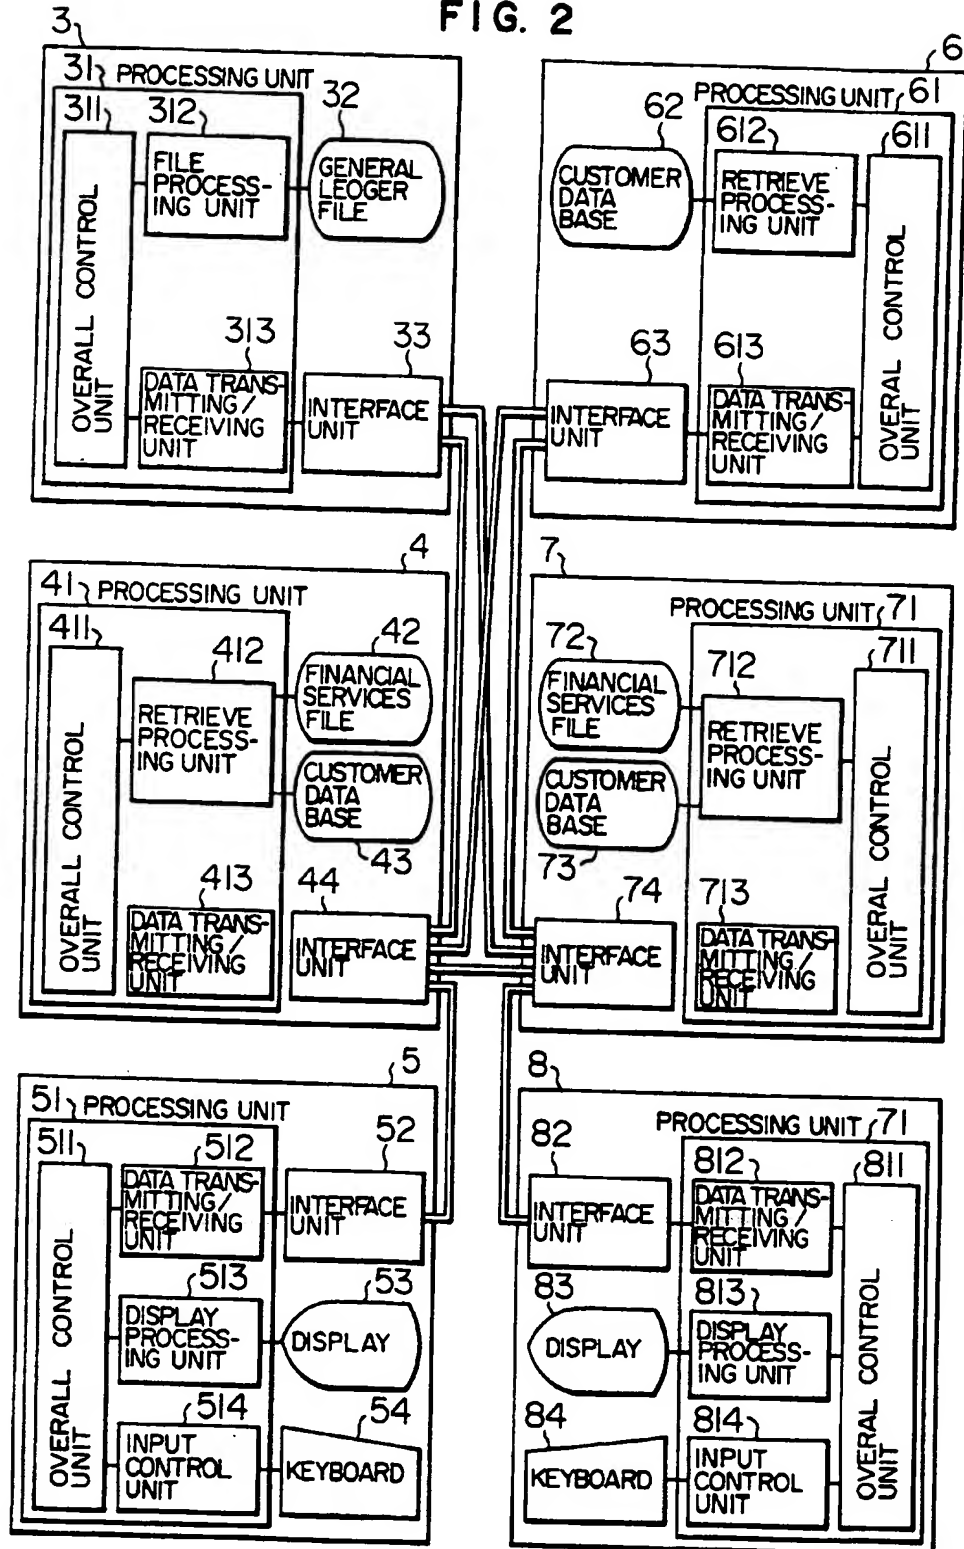 FIG. 2
3
31 PROCESSING UNIT
311
312
32
OVERALL CONTROL
UNIT
FILE
PROCESS-
ING UNIT
GENERAL
LEOGER
FILE
313
33
DATA TRANS-
MITTING/
RECEIVING
UNIT
INTERFACE
UNIT
6
PROCESSING UNIT 61
62
612
611
CUSTOMER
DATA
BASE
RETRIEVE
PROCESS-
ING UNIT
OVERAL CONTROL
UNIT
63
613
INTERFACE
UNIT
DATA TRANS-
MITTING/
RECEIVING
UNIT
4
41 PROCESSING UNIT
411
412
42
OVERALL CONTROL
UNIT
RETRIEVE
PROCESS-
ING UNIT
FINANCIAL
SERVICES
FILE
CUSTOMER
DATA
BASE
43
413
44
DATA TRANS-
MITTING/
RECEIVING
UNIT
INTERFACE
UNIT
7
PROCESSING UNIT 71
72
712
711
FINANCIAL
SERVICES
FILE
RETRIEVE
PROCESS-
ING UNIT
OVERAL CONTROL
UNIT
CUSTOMER
DATA
BASE
73
74
713
INTERFACE
UNIT
DATA TRANS-
MITTING/
RECEIVING
UNIT
5
51 PROCESSING UNIT
511
512
52
OVERALL CONTROL
UNIT
DATA TRANS-
MITTING/
RECEIVING
UNIT
INTERFACE
UNIT
513
53
DISPLAY
PROCESS-
ING UNIT
DISPLAY
514
54
INPUT
CONTROL
UNIT
KEYBOARD
8
PROCESSING UNIT 71
82
812
811
INTERFACE
UNIT
DATA TRANS-
MITTING/
RECEIVING
UNIT
OVERAL CONTROL
UNIT
83
813
DISPLAY
DISPLAY
PROCESS-
ING UNIT
84
814
KEYBOARD
INPUT
CONTROL
UNIT